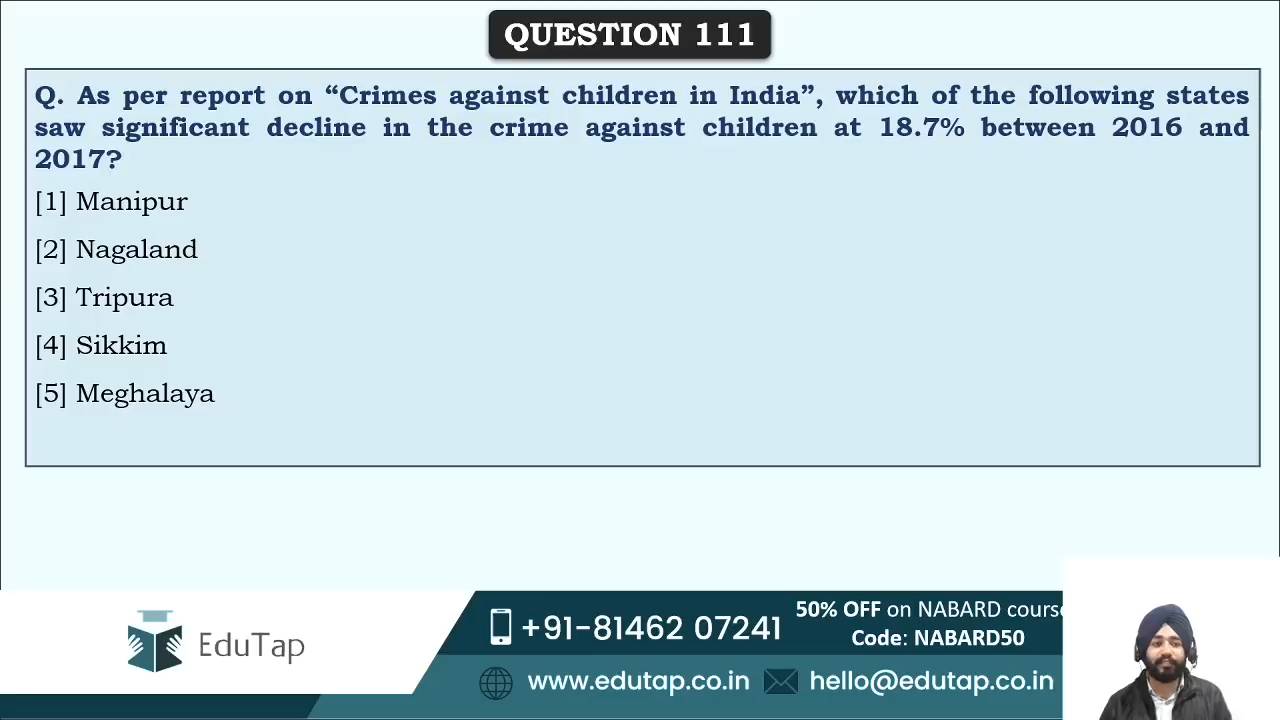 QUESTION 111
Q. As per report on “Crimes against children in India”, which of the following states
saw significant decline in the crime against children at 18.7% between 2016 and
2017?
[1] Manipur
[2] Nagaland
[3] Tripura
[4] Sikkim
[5] Meghalaya
EduTap
+91-81462 07241
50% OFF on NABARD course
Code: NABARD50
www.edutap.co.in
hello@edutap.co.in